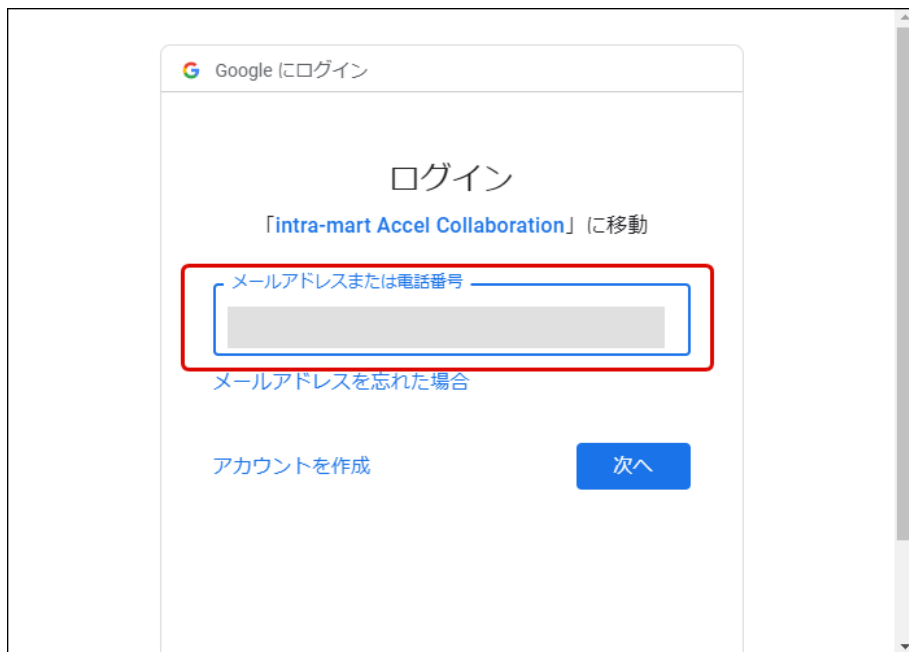 Google にログイン
ログイン
「intra-mart Accel Collaboration」に移動
メールアドレスまたは電話番号
メールアドレスを忘れた場合
アカウントを作成
次へ